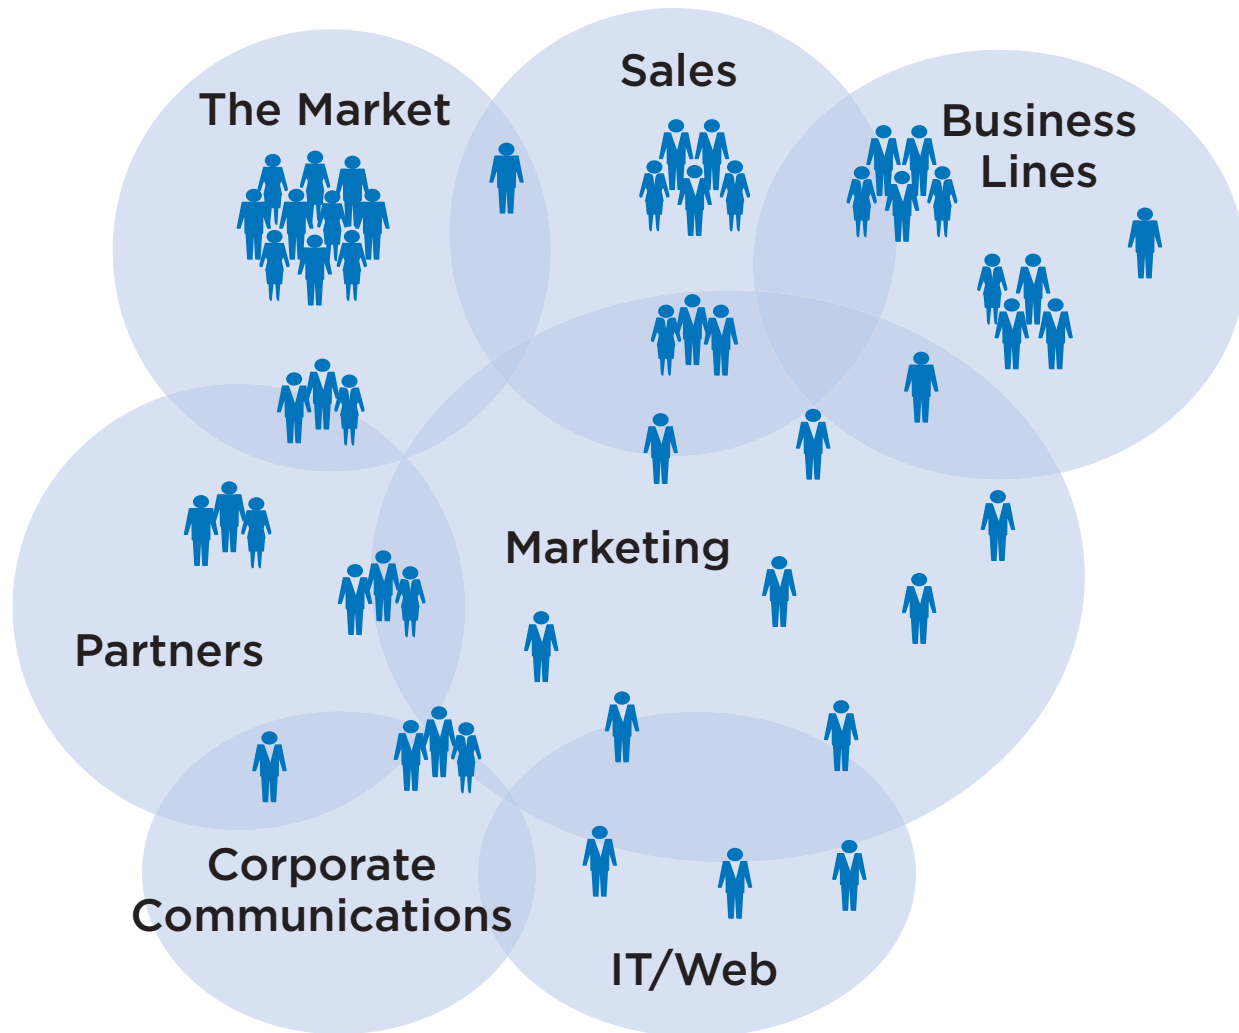 The Market
Sales
Business
Lines
Marketing
Partners
Corporate
Communications
IT/Web